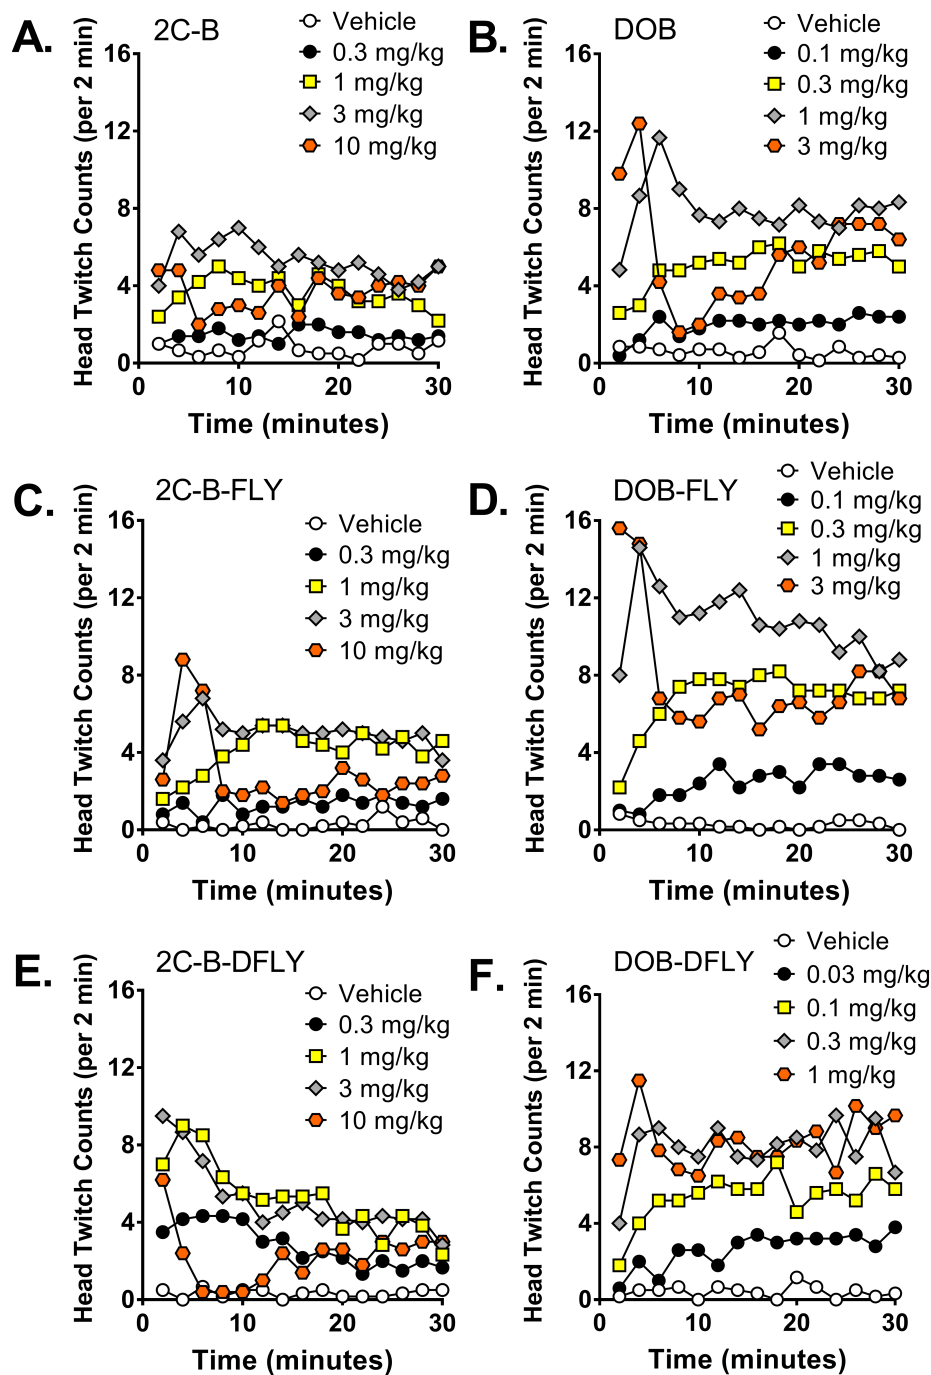 A.
2C-B
Head Twitch Counts (per 2 min)
16
12
8
4
0
Vehicle
0.3 mg/kg
1 mg/kg
3 mg/kg
10 mg/kg
0 10 20 30
Time (minutes)
B.
DOB
Head Twitch Counts (per 2 min)
16
12
8
4
0
Vehicle
0.1 mg/kg
0.3 mg/kg
1 mg/kg
3 mg/kg
0 10 20 30
Time (minutes)
C.
2C-B-FLY
Head Twitch Counts (per 2 min)
16
12
8
4
0
Vehicle
0.3 mg/kg
1 mg/kg
3 mg/kg
10 mg/kg
0 10 20 30
Time (minutes)
D.
DOB-FLY
Head Twitch Counts (per 2 min)
16
12
8
4
0
Vehicle
0.1 mg/kg
0.3 mg/kg
1 mg/kg
3 mg/kg
0 10 20 30
Time (minutes)
E.
2C-B-DFLY
Head Twitch Counts (per 2 min)
16
12
8
4
0
Vehicle
0.3 mg/kg
1 mg/kg
3 mg/kg
10 mg/kg
0 10 20 30
Time (minutes)
F.
DOB-DFLY
Head Twitch Counts (per 2 min)
16
12
8
4
0
Vehicle
0.03 mg/kg
0.1 mg/kg
0.3 mg/kg
1 mg/kg
0 10 20 30
Time (minutes)